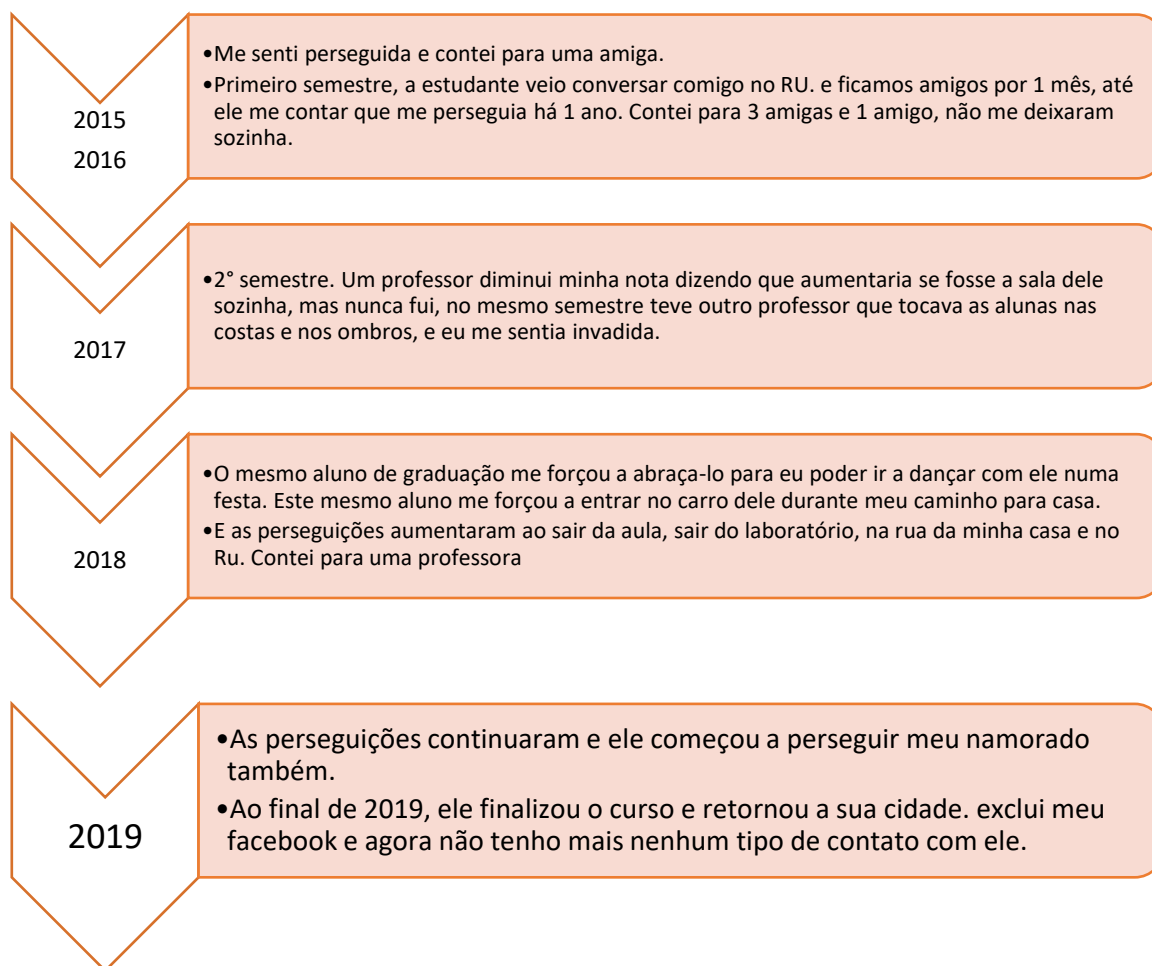 2015
2016
•Me senti perseguida e contei para uma amiga.
•Primeiro semestre, a estudante veio conversar comigo no RU. e ficamos amigos por 1 mês, até
ele me contar que me perseguia há 1 ano. Contei para 3 amigas e 1 amigo, não me deixaram
sozinha.
2017
•2° semestre. Um professor diminui minha nota dizendo que aumentaria se fosse a sala dele
sozinha, mas nunca fui, no mesmo semestre teve outro professor que tocava as alunas nas
costas e nos ombros, e eu me sentia invadida.
2018
•O mesmo aluno de graduação me forçou a abraça-lo para eu poder ir a dançar com ele numa
festa. Este mesmo aluno me forçou a entrar no carro dele durante meu caminho para casa.
•E as perseguições aumentaram ao sair da aula, sair do laboratório, na rua da minha casa e no
Ru. Contei para uma professora
2019
•As perseguições continuaram e ele começou a perseguir meu namorado
também.
•Ao final de 2019, ele finalizou o curso e retornou a sua cidade. exclui meu
facebook e agora não tenho mais nenhum tipo de contato com ele.